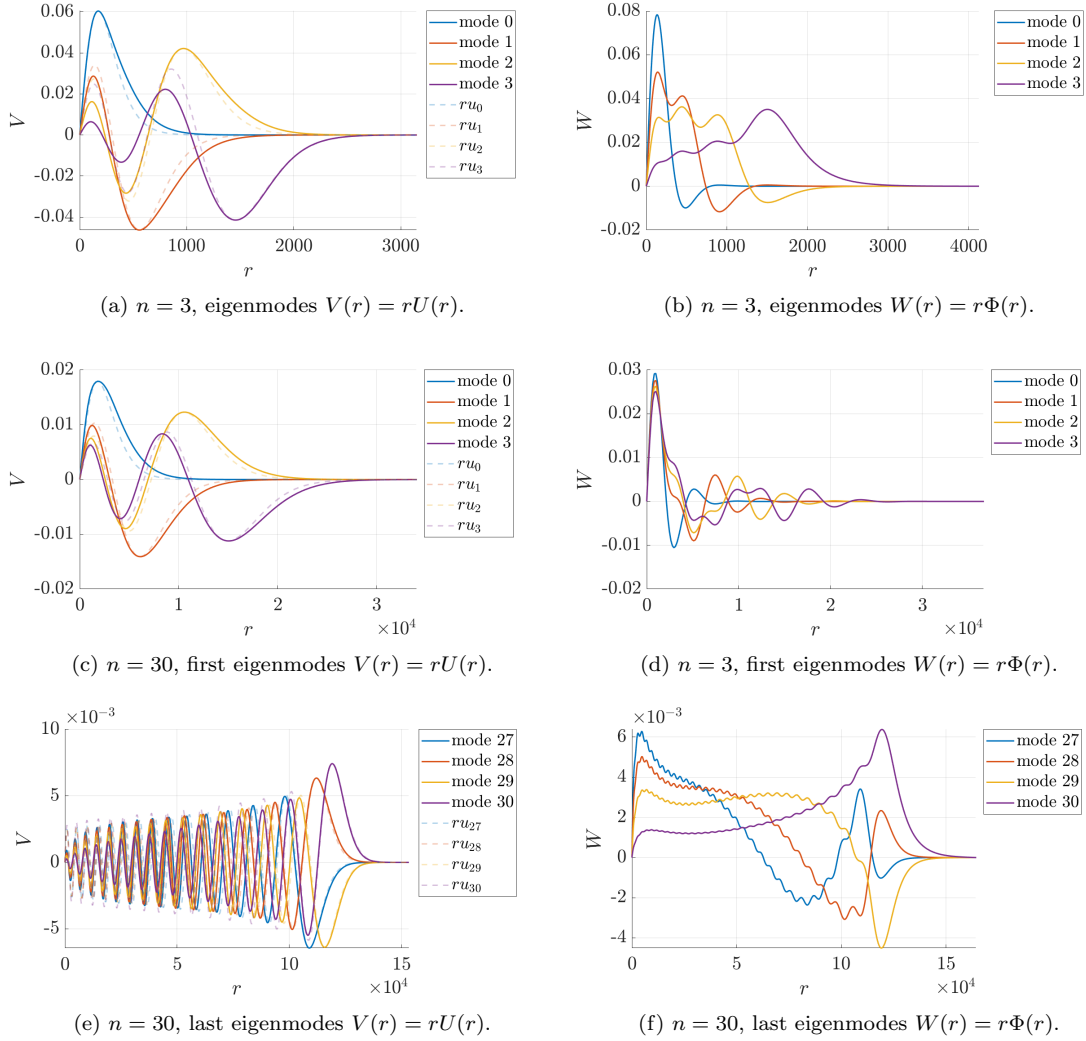 0.06
0.04
0.02
0
-0.02
-0.04
V
0 1000 2000 3000
r
mode 0
mode 1
mode 2
mode 3
ru₀
ru₁
ru₂
ru₃
(a) n = 3, eigenmodes V(r) = rU(r).
0.08
0.06
0.04
0.02
0
-0.02
W
0 1000 2000 3000 4000
r
mode 0
mode 1
mode 2
mode 3
(b) n = 3, eigenmodes W(r) = rΦ(r).
0.02
0.01
0
-0.01
-0.02
V
0 1 2 3
×10⁴
r
mode 0
mode 1
mode 2
mode 3
ru₀
ru₁
ru₂
ru₃
(c) n = 30, first eigenmodes V(r) = rU(r).
0.03
0.02
0.01
0
-0.01
-0.02
W
0 1 2 3
×10⁴
r
mode 0
mode 1
mode 2
mode 3
(d) n = 3, first eigenmodes W(r) = rΦ(r).
×10⁻³
10
5
0
-5
V
0 5 10 15
×10⁴
r
mode 27
mode 28
mode 29
mode 30
ru₂₇
ru₂₈
ru₂₉
ru₃₀
(e) n = 30, last eigenmodes V(r) = rU(r).
×10⁻³
6
4
2
0
-2
-4
W
0 5 10 15
×10⁴
r
mode 27
mode 28
mode 29
mode 30
(f) n = 30, last eigenmodes W(r) = rΦ(r).